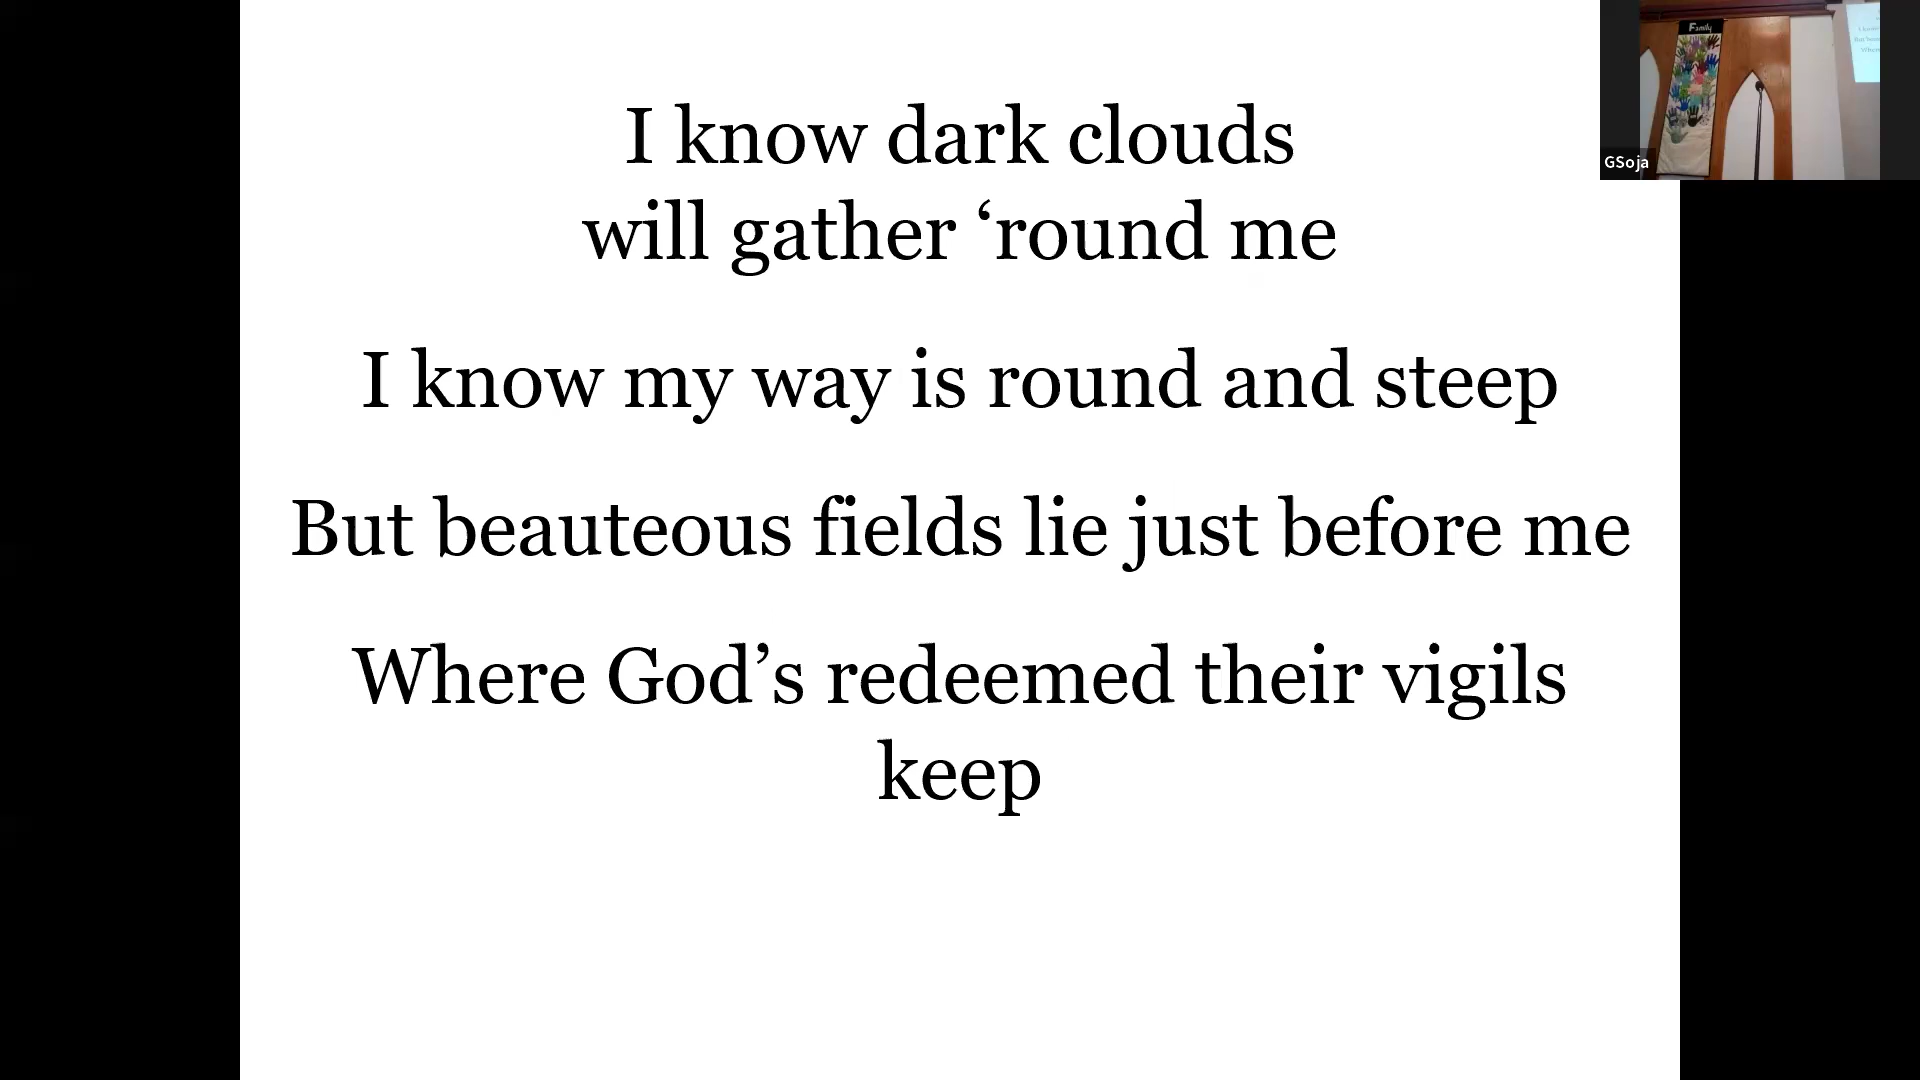 I know dark clouds
will gather ‘round me
I know my way is round and steep
But beauteous fields lie just before me
Where God’s redeemed their vigils
keep
Family
GSoja